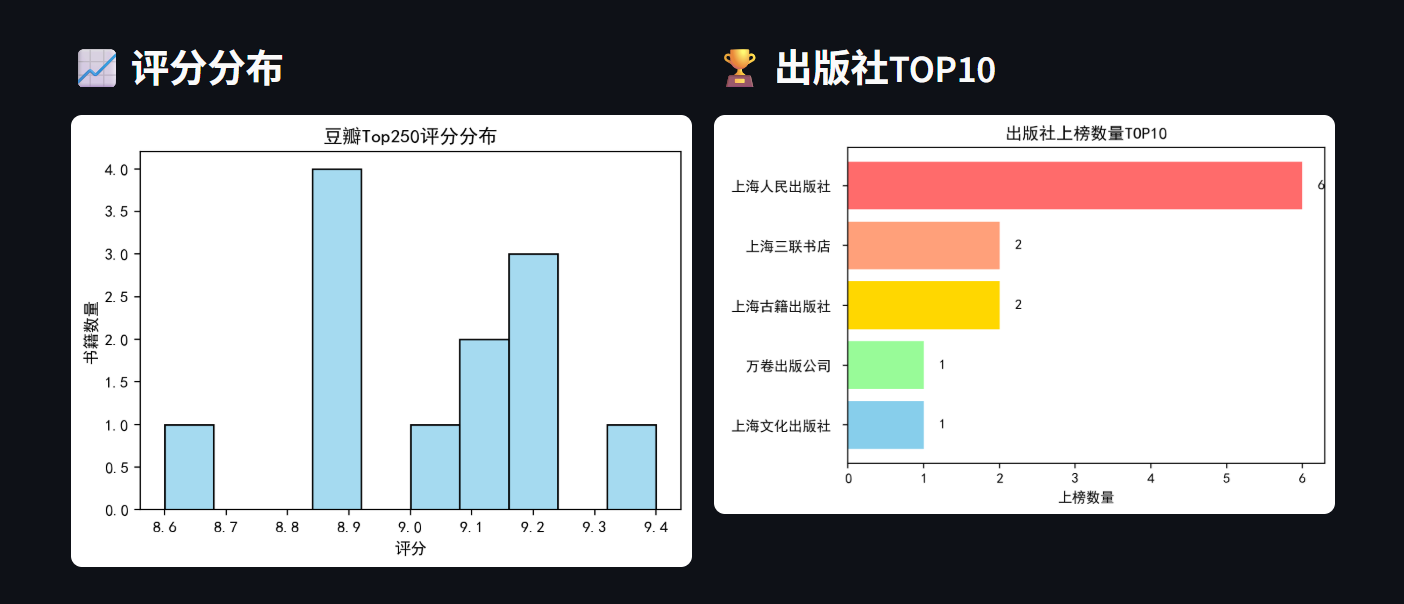 评分分布
豆瓣Top250评分分布
书籍数量
4.0
3.5
3.0
2.5
2.0
1.5
1.0
0.5
0.0
8.6 8.7 8.8 8.9 9.0 9.1 9.2 9.3 9.4
评分
出版社TOP10
出版社上榜数量TOP10
上海人民出版社 6
上海三联书店 2
上海古籍出版社 2
万卷出版公司 1
上海文化出版社 1
0 1 2 3 4 5 6
上榜数量